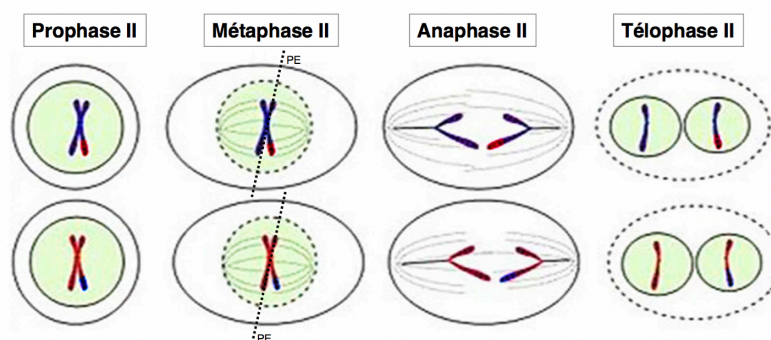 Prophase II
Métaphase II
Anaphase II
Télophase II
PE
PE